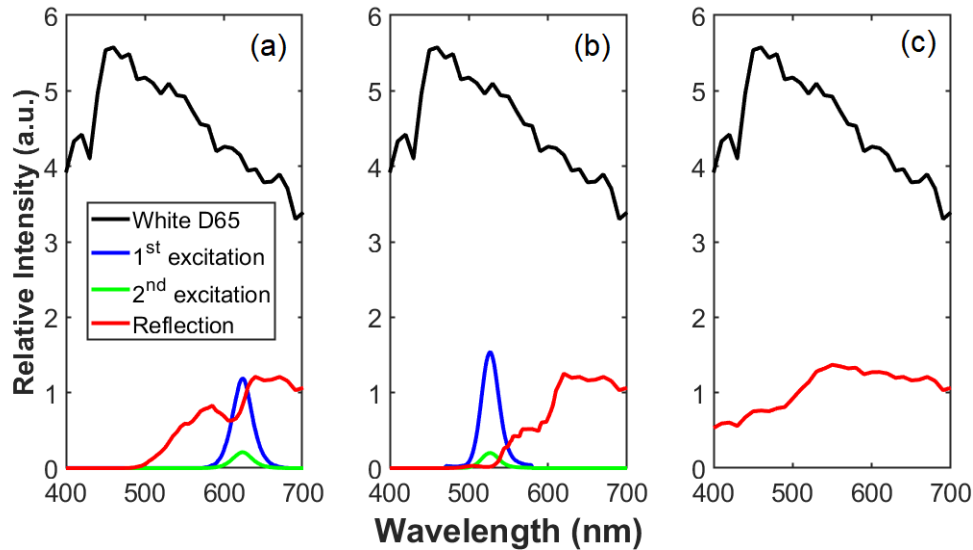 6
5
4
3
2
1
0
Relative Intensity (a.u.)
(a)
White D65
1st excitation
2nd excitation
Reflection
400 500 600 700
6
5
4
3
2
1
0
(b)
400 500 600 700
6
5
4
3
2
1
0
(c)
400 500 600 700
Wavelength (nm)